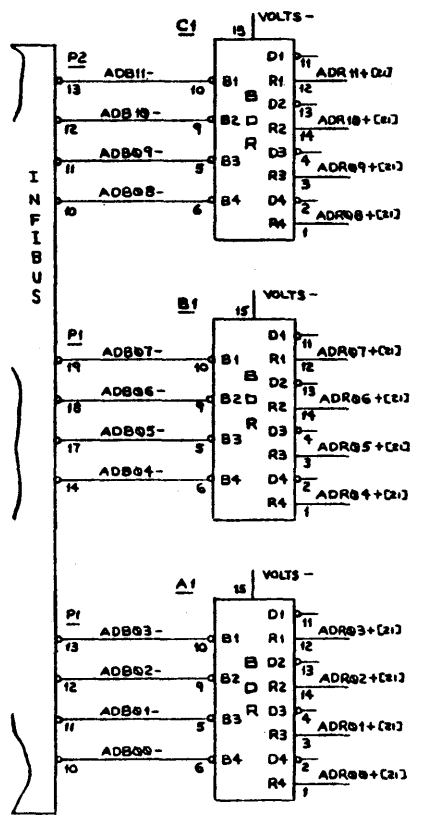 C1
15 VOLTS-
P2
INFIBUS
BDR
13 ADB11- 10 B1
12 ADB10- 9 B2
11 ADB09- 5 B3
10 ADB08- 6 B4
D1 11
R1 12 ADR11+[21]
D2 13
R2 14 ADR10+[21]
D3 4
R3 3 ADR09+[21]
D4 2
R4 1 ADR08+[21]
B1
15 VOLTS-
P1
BDR
19 ADB07- 10 B1
18 ADB06- 9 B2
17 ADB05- 5 B3
14 ADB04- 6 B4
D1 11
R1 12 ADR07+[21]
D2 13
R2 14 ADR06+[21]
D3 4
R3 3 ADR05+[21]
D4 2
R4 1 ADR04+[21]
A1
15 VOLTS-
P1
BDR
13 ADB03- 10 B1
12 ADB02- 9 B2
11 ADB01- 5 B3
10 ADB00- 6 B4
D1 11
R1 12 ADR03+[21]
D2 13
R2 14 ADR02+[21]
D3 4
R3 3 ADR01+[21]
D4 2
R4 1 ADR00+[21]